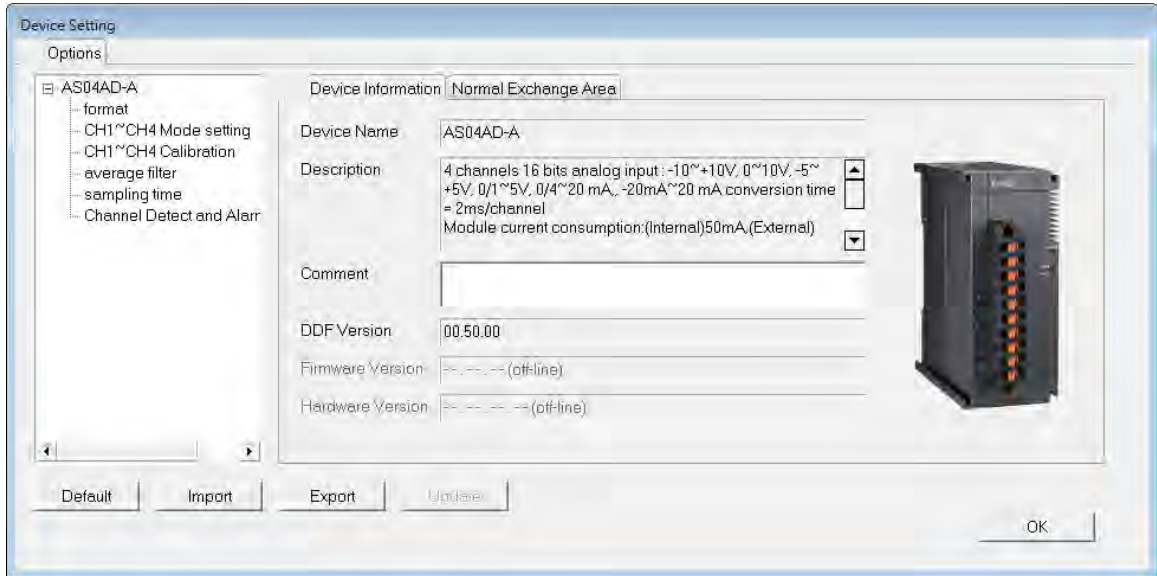 Device Setting
Options
AS04AD-A
format
CH1~CH4 Mode setting
CH1~CH4 Calibration
average filter
sampling time
Channel Detect and Alarr
Device Information
Normal Exchange Area
Device Name
AS04AD-A
Description
4 channels 16 bits analog input : -10~+10V, 0~10V, -5~
+5V, 0/1~5V, 0/4~20 mA,, -20mA~20 mA conversion time
= 2ms/channel
Module current consumption:(Internal)50mA,(External)
Comment
DDF Version
00.50.00
Firmware Version
--. --. -- (off-line)
Hardware Version
--. --. --. -- (off-line)
Default
Import
Export
Update
OK